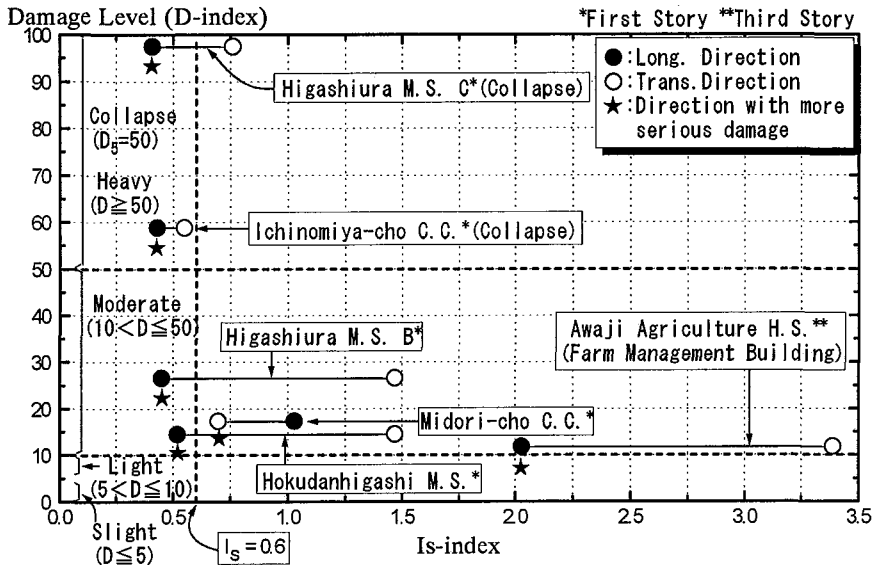 Damage Level (D-index)
*First Story **Third Story
●:Long. Direction
○:Trans.Direction
★:Direction with more
serious damage
100
90
80
70
60
50
40
30
20
10
0
Higashiura M.S. C*(Collapse)
Collapse
(D₅=50)
Heavy
(D≧50)
Ichinomiya-cho C.C.*(Collapse)
Moderate
(10<D≦50)
Higashiura M.S. B*
Awaji Agriculture H.S.**
(Farm Management Building)
Midori-cho C.C.*
Hokudanhigashi M.S.*
Light
(5<D≦10)
Slight
(D≦5)
0.0 0.5 1.0 1.5 2.0 2.5 3.0 3.5
Iₛ=0.6
Is-index